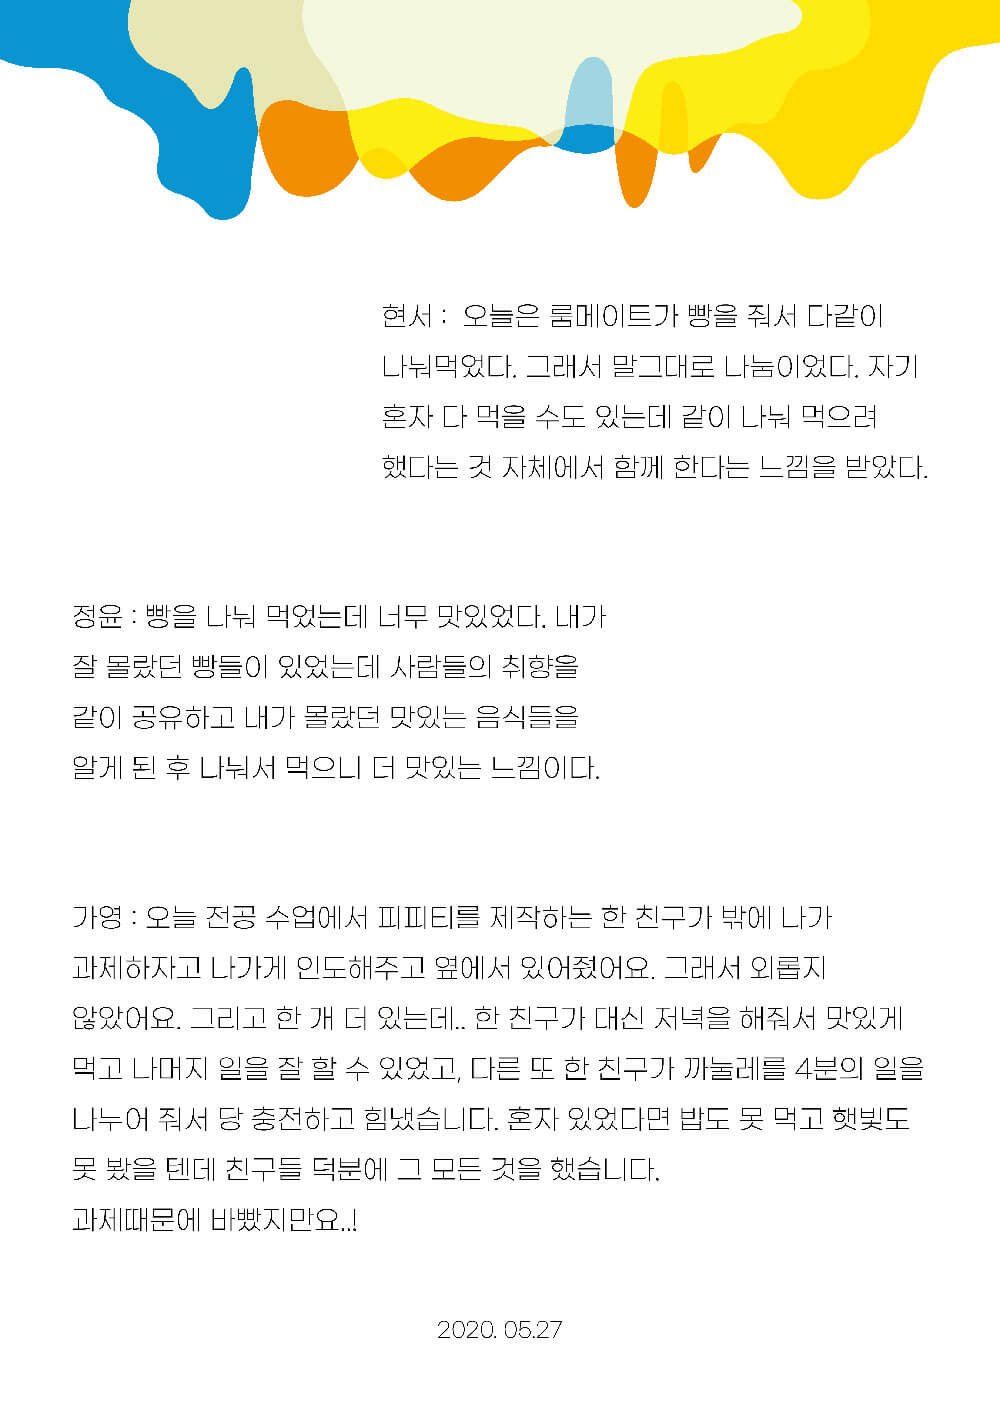 현서 : 오늘은 룸메이트가 빵을 줘서 다같이
나눠먹었다. 그래서 말그대로 나눔이었다. 자기
혼자 다 먹을 수도 있는데 같이 나눠 먹으려
했다는 것 자체에서 함께 한다는 느낌을 받았다.
정윤 : 빵을 나눠 먹었는데 너무 맛있었다. 내가
잘 몰랐던 빵들이 있었는데 사람들의 취향을
같이 공유하고 내가 몰랐던 맛있는 음식들을
알게 된 후 나눠서 먹으니 더 맛있는 느낌이다.
가영 : 오늘 전공 수업에서 피피티를 제작하는 한 친구가 밖에 나가
과제하자고 나가게 인도해주고 옆에서 있어줬어요. 그래서 외롭지
않았어요. 그리고 한 개 더 있는데.. 한 친구가 대신 저녁을 해줘서 맛있게
먹고 나머지 일을 잘 할 수 있었고, 다른 또 한 친구가 까눌레를 4분의 일을
나누어 줘서 당 충전하고 힘냈습니다. 혼자 있었다면 밥도 못 먹고 햇빛도
못 봤을 텐데 친구들 덕분에 그 모든 것을 했습니다.
과제때문에 바빴지만요..!
2020. 05.27